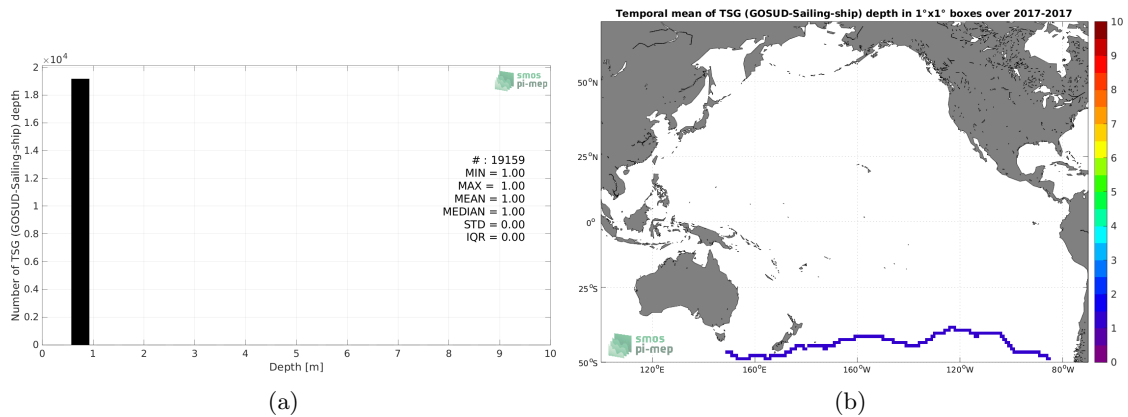 ×10⁴
2
1.8
1.6
1.4
1.2
1
0.8
0.6
0.4
0.2
0
Number of TSG (GOSUD-Sailing-ship) depth
smos
pi-mep
# : 19159
MIN = 1.00
MAX = 1.00
MEAN = 1.00
MEDIAN = 1.00
STD = 0.00
IQR = 0.00
0 1 2 3 4 5 6 7 8 9 10
Depth [m]
(a)
Temporal mean of TSG (GOSUD-Sailing-ship) depth in 1°x1° boxes over 2017-2017
50°N
25°N
0°
25°S
50°S
smos
pi-mep
120°E 160°E 160°W 120°W 80°W
10
9
8
7
6
5
4
3
2
1
0
(b)